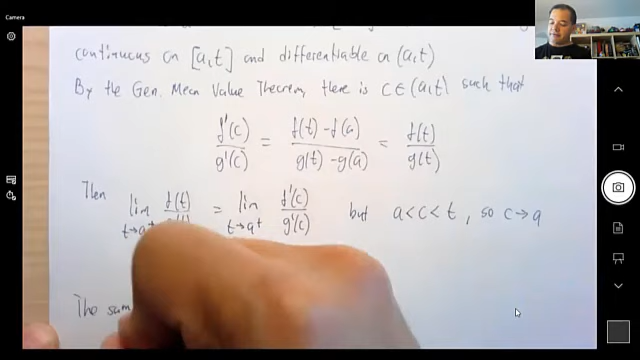 Camera
continuous on [a,t] and differentiable on (a,t)
By the Gen. Mean Value Theorem, there is c∈(a,t) such that
f'(c)/g'(c) = f(t)-f(a)/g(t)-g(a) = f(t)/g(t)
Then lim t→a⁺ f(t) = lim t→a⁺ f'(c)/g'(c) but a<c<t, so c→a
The sam